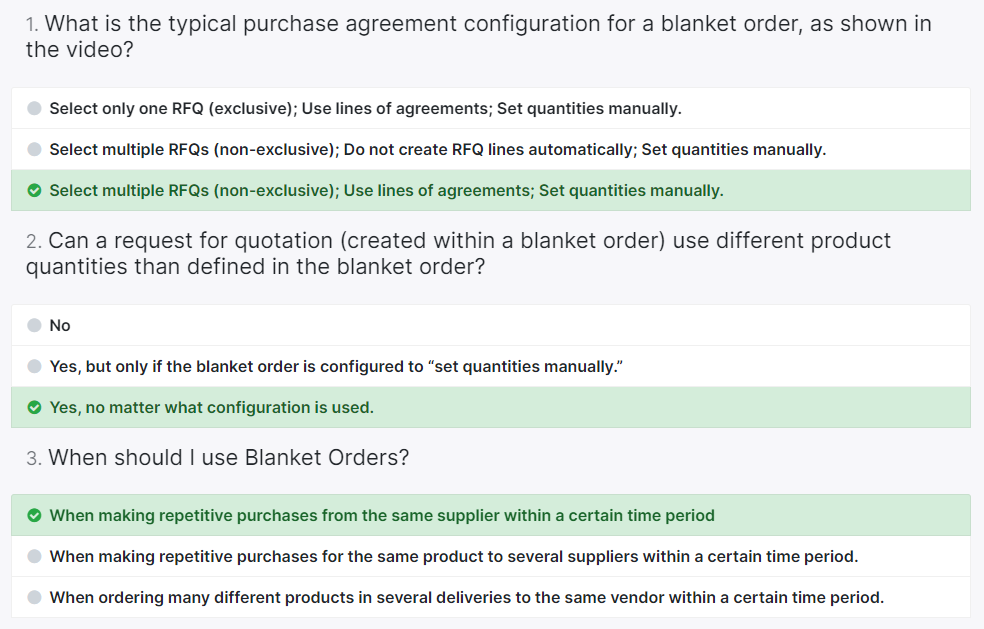 1. What is the typical purchase agreement configuration for a blanket order, as shown in
the video?
Select only one RFQ (exclusive); Use lines of agreements; Set quantities manually.
Select multiple RFQs (non-exclusive); Do not create RFQ lines automatically; Set quantities manually.
Select multiple RFQs (non-exclusive); Use lines of agreements; Set quantities manually.
2. Can a request for quotation (created within a blanket order) use different product
quantities than defined in the blanket order?
No
Yes, but only if the blanket order is configured to “set quantities manually.”
Yes, no matter what configuration is used.
3. When should I use Blanket Orders?
When making repetitive purchases from the same supplier within a certain time period
When making repetitive purchases for the same product to several suppliers within a certain time period.
When ordering many different products in several deliveries to the same vendor within a certain time period.